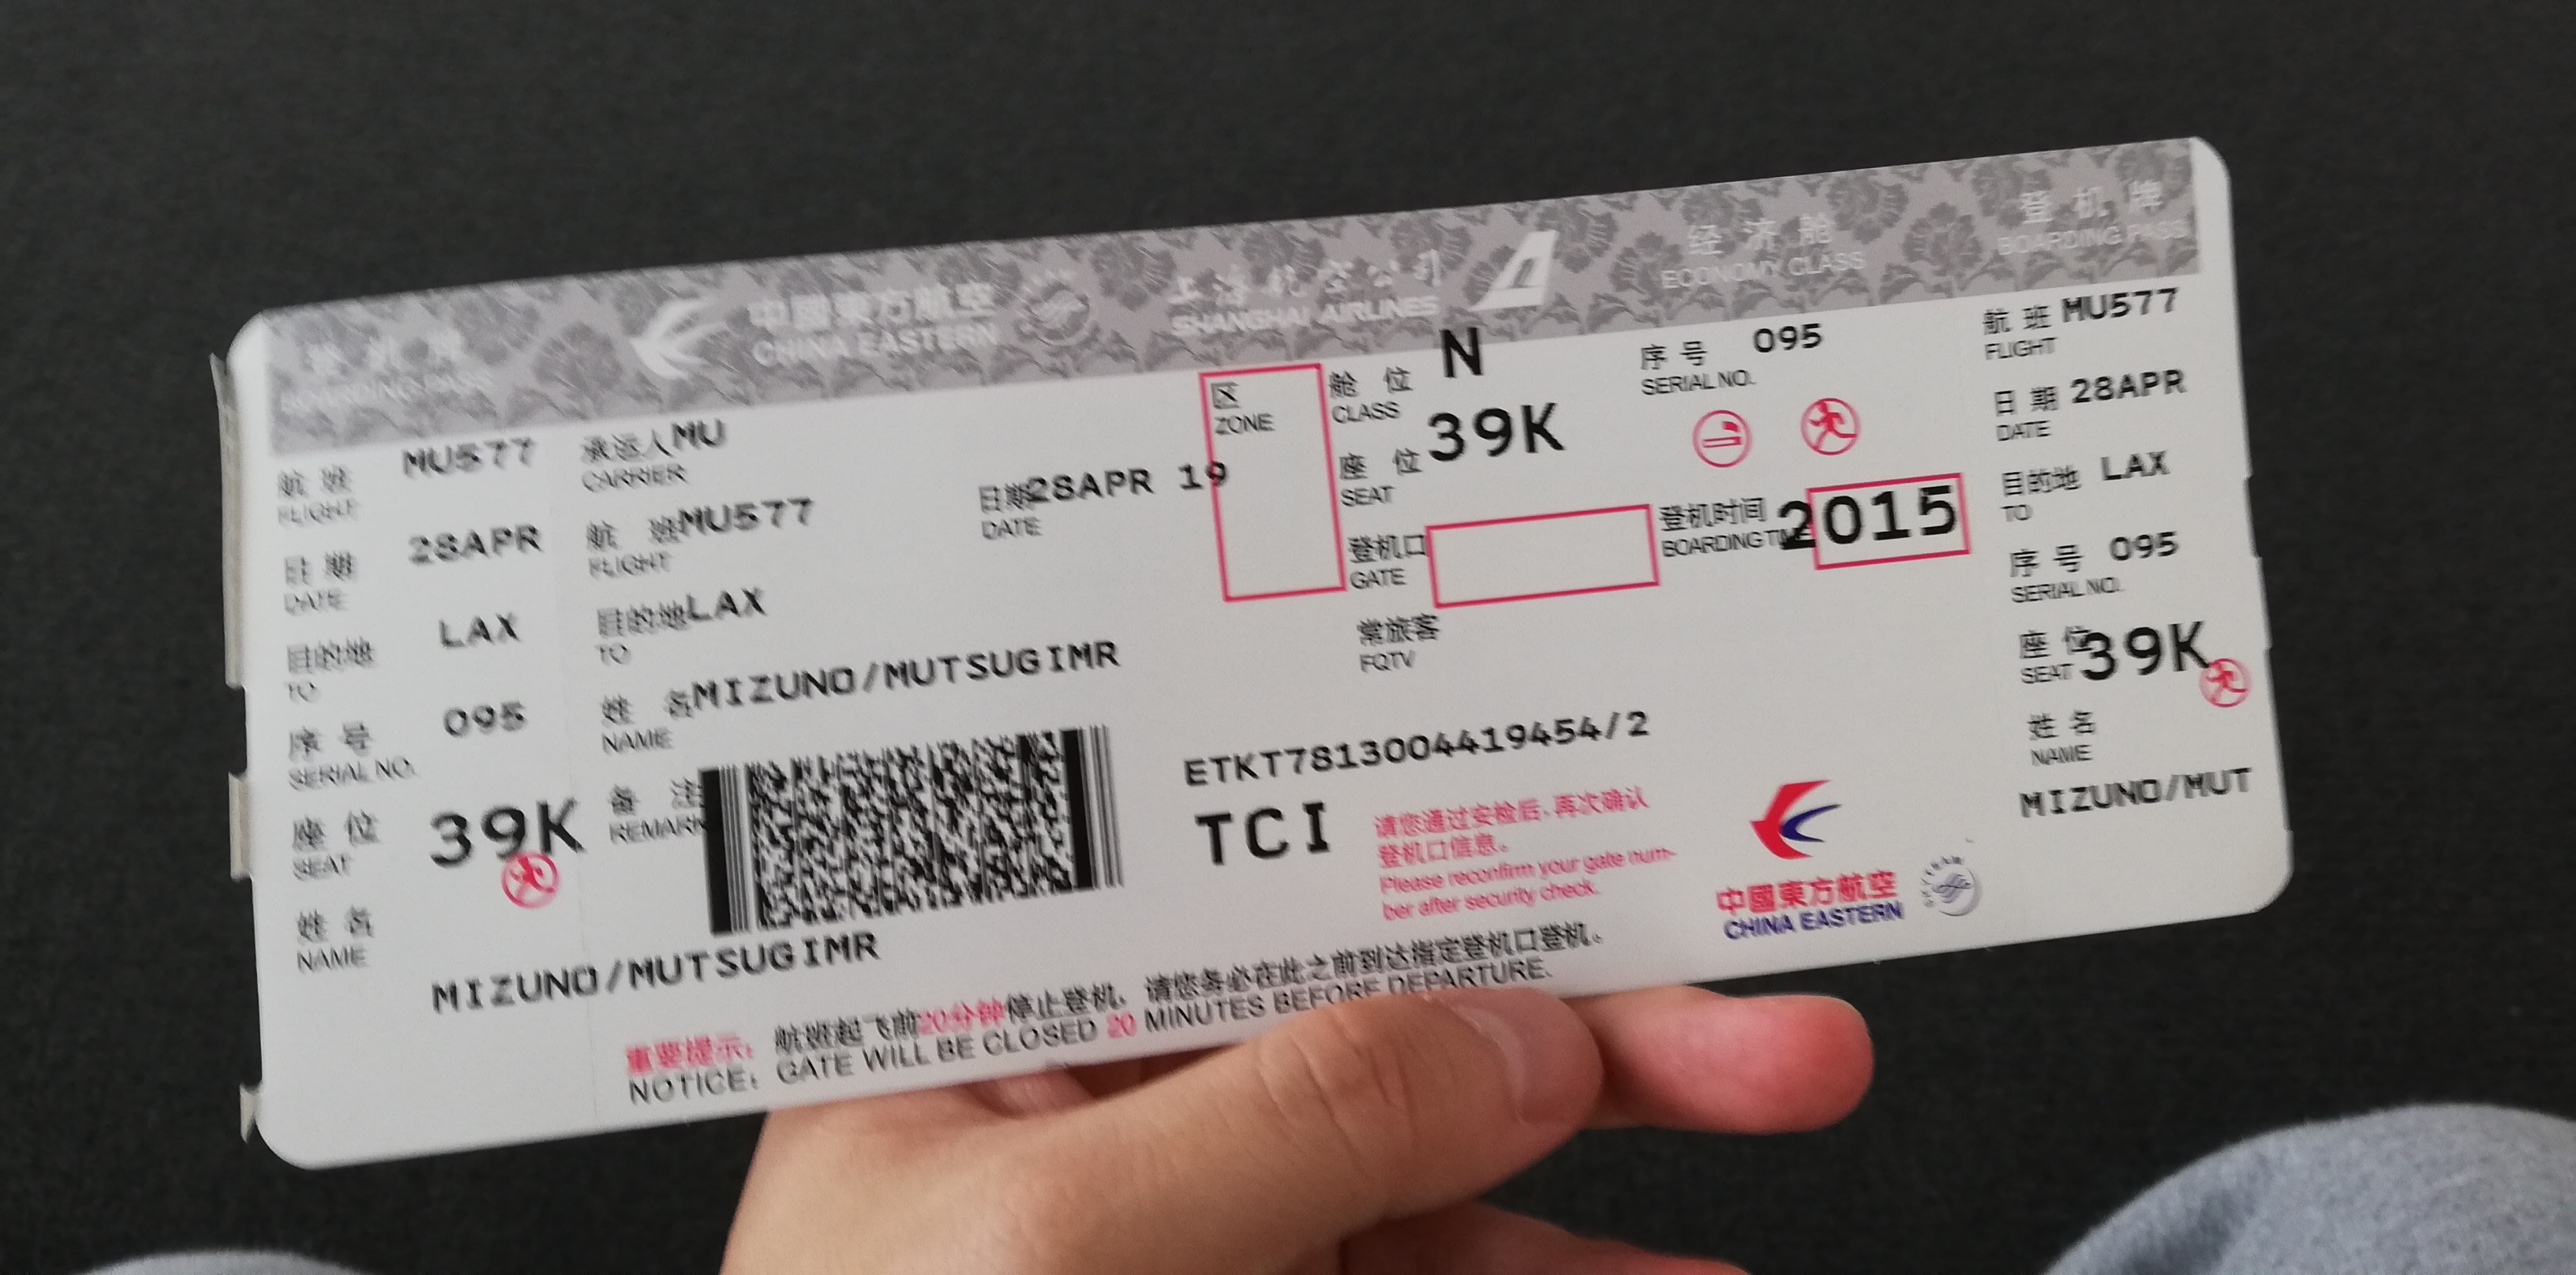 登机牌
BOARDING PASS
中國東方航空
CHINA EASTERN
上海航空公司
SHANGHAI AIRLINES
经济舱
ECONOMY CLASS
登机牌
BOARDING PASS
航班 MU577
FLIGHT
日期 28APR
DATE
目的地 LAX
TO
序号 095
SERIAL NO.
座位 39K
SEAT
姓名
NAME
MIZUNO/MUTSUGIMR
承运人 MU
CARRIER
航班 MU577
FLIGHT
日期 28APR 19
DATE
目的地 LAX
TO
姓名 MIZUNO/MUTSUGIMR
NAME
备注
REMARK
区
ZONE
舱位 N
CLASS
座位 39K
SEAT
序号 095
SERIAL NO.
登机口
GATE
登机时间 2015
BOARDING TIME
常旅客
FQTV
ETKT7813004419454/2
TCI
请您通过安检后,再次确认
登机口信息。
Please reconfirm your gate num-
ber after security check.
中國東方航空
CHINA EASTERN
重要提示: 航班起飞前20分钟停止登机，请您务必在此之前到达指定登机口登机。
NOTICE: GATE WILL BE CLOSED 20 MINUTES BEFORE DEPARTURE.
航班 MU577
FLIGHT
日期 28APR
DATE
目的地 LAX
TO
序号 095
SERIAL NO.
座位 39K
SEAT
姓名
NAME
MIZUNO/MUT